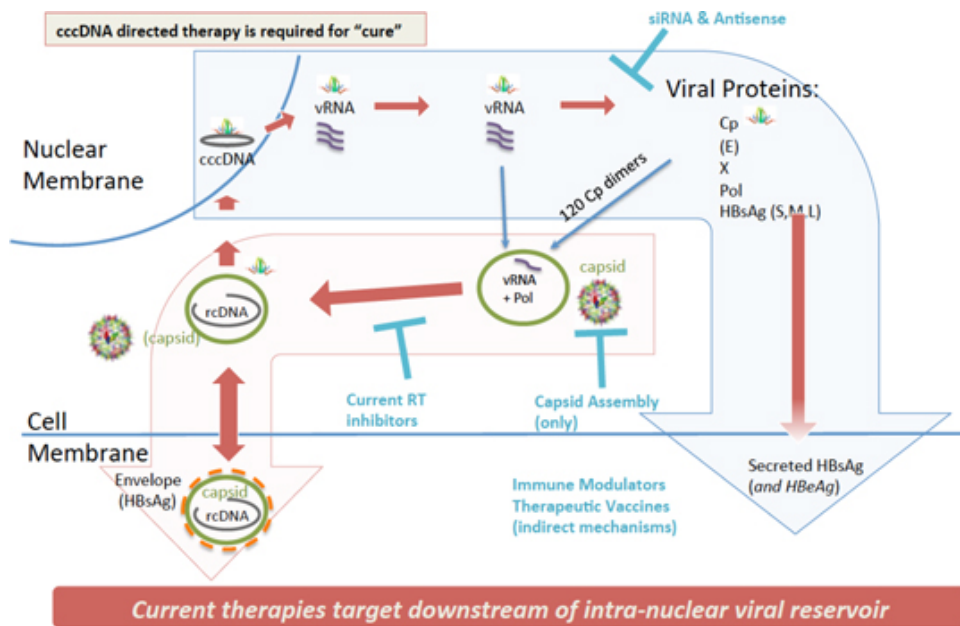 cccDNA directed therapy is required for “cure”
siRNA & Antisense
vRNA
vRNA
Viral Proteins:
Cp
(E)
X
Pol
HBsAg (S,M,L)
cccDNA
Nuclear
Membrane
120 Cp dimers
vRNA
+ Pol
capsid
rcDNA
(capsid)
Current RT
inhibitors
Capsid Assembly
(only)
Cell
Membrane
Envelope
(HBsAg)
capsid
rcDNA
Immune Modulators
Therapeutic Vaccines
(indirect mechanisms)
Secreted HBsAg
(and HBeAg)
Current therapies target downstream of intra-nuclear viral reservoir